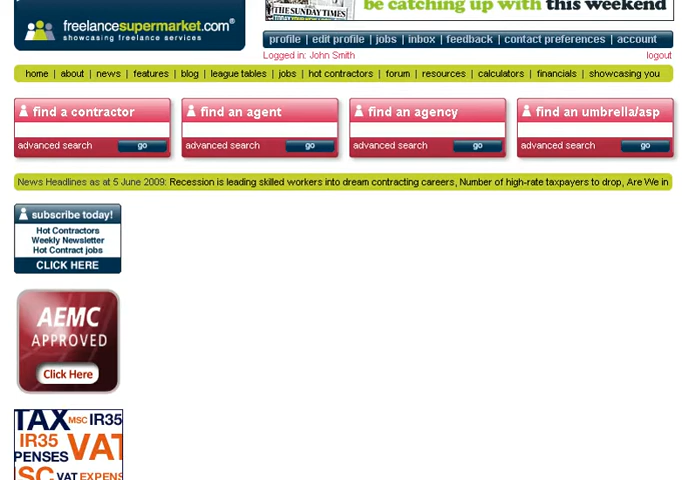 be catching up with this weekend
THE SUNDAY TIMES
freelancesupermarket.com®
showcasing freelance services
profile | edit profile | jobs | inbox | feedback | contact preferences | account
Logged in: John Smith
logout
home | about | news | features | blog | league tables | jobs | hot contractors | forum | resources | calculators | financials | showcasing you
find a contractor
find an agent
find an agency
find an umbrella/asp
advanced search go
advanced search go
advanced search go
advanced search go
News Headlines as at 5 June 2009: Recession is leading skilled workers into dream contracting careers, Number of high-rate taxpayers to drop, Are We in
subscribe today!
Hot Contractors
Weekly Newsletter
Hot Contract jobs
CLICK HERE
AEMC
APPROVED
Click Here
TAX MSC IR35
IR35 VAT
PENSES
SC VAT EXPENS